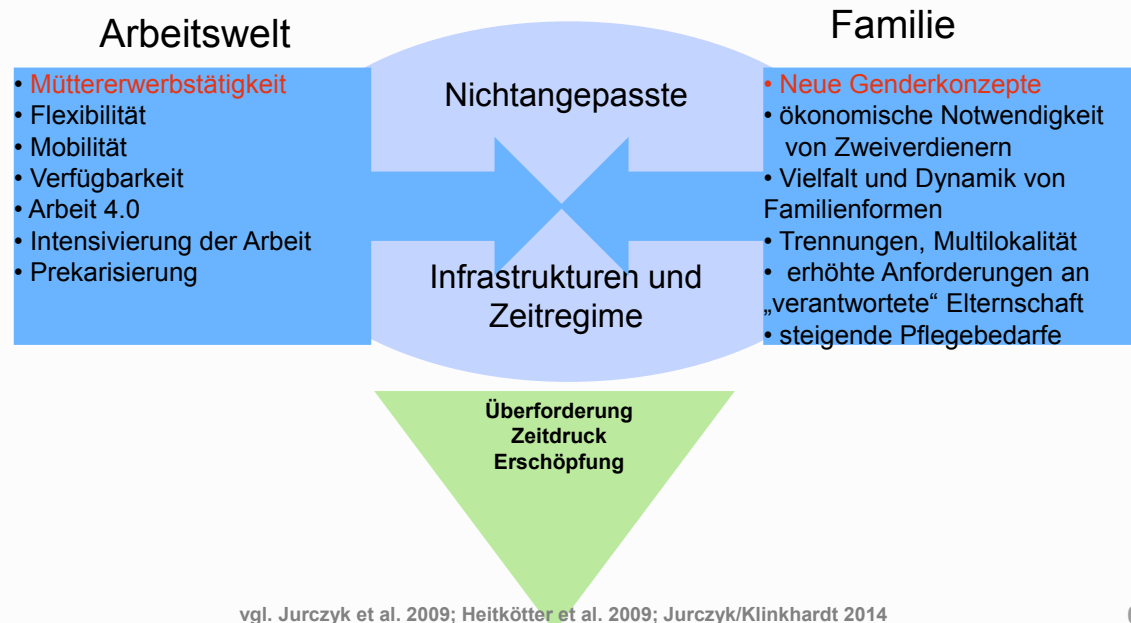 Arbeitswelt
• Müttererwerbstätigkeit
• Flexibilität
• Mobilität
• Verfügbarkeit
• Arbeit 4.0
• Intensivierung der Arbeit
• Prekarisierung
Nichtangepasste
Infrastrukturen und
Zeitregime
Familie
• Neue Genderkonzepte
• ökonomische Notwendigkeit
von Zweiverdienern
• Vielfalt und Dynamik von
Familienformen
• Trennungen, Multilokalität
• erhöhte Anforderungen an
„verantwortete“ Elternschaft
• steigende Pflegebedarfe
Überforderung
Zeitdruck
Erschöpfung
vgl. Jurczyk et al. 2009; Heitkötter et al. 2009; Jurczyk/Klinkhardt 2014